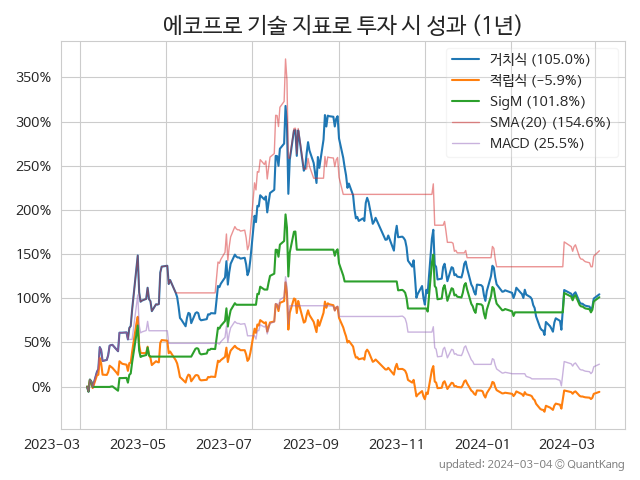 에코프로 기술 지표로 투자 시 성과 (1년)
거치식 (105.0%)
적립식 (−5.9%)
SigM (101.8%)
SMA(20) (154.6%)
MACD (25.5%)
350%
300%
250%
200%
150%
100%
50%
0%
2023−03
2023−05
2023−07
2023−09
2023−11
2024−01
2024−03
updated: 2024−03−04 ⓒ QuantKang